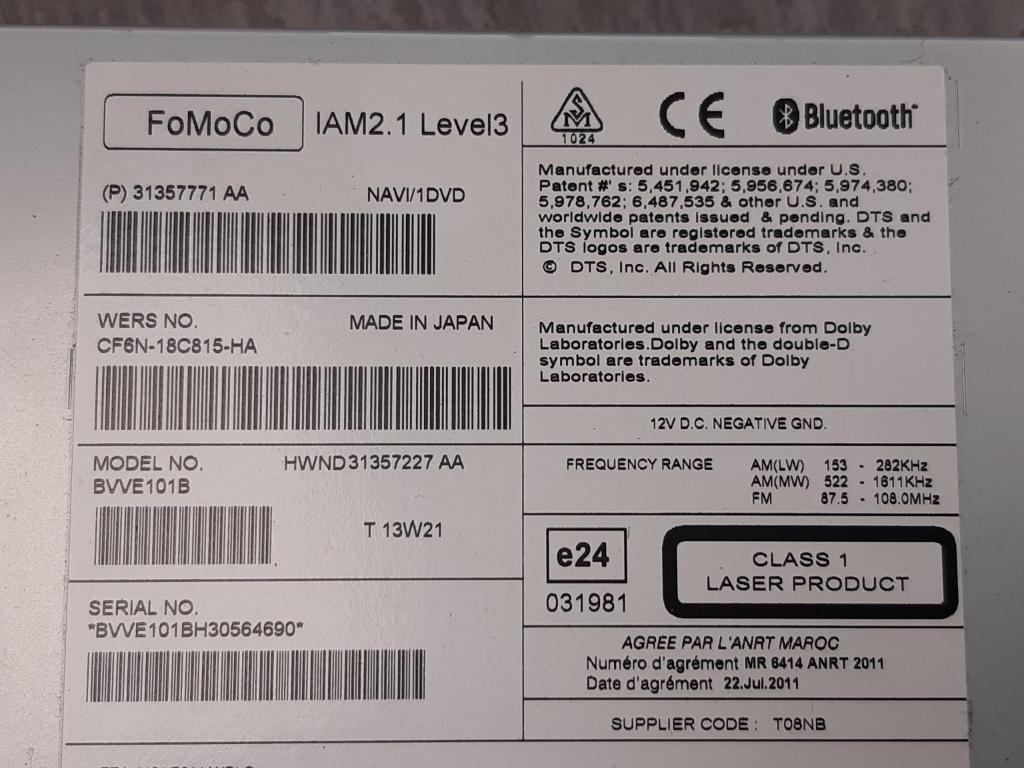 FoMoCo IAM2.1 Level3
(P) 31357771 AA NAVI/1DVD
WERS NO. MADE IN JAPAN
CF6N-18C815-HA
MODEL NO. HWND31357227 AA
BVVE101B
T 13W21
SERIAL NO.
*BVVE101BH30564690*
SM
1024
CE
Bluetooth
Manufactured under license under U.S.
Patent #' s: 5,451,942; 5,956,674; 5,974,380;
5,978,762; 6,487,535 & other U.S. and
worldwide patents issued & pending. DTS and
the Symbol are registered trademarks & the
DTS logos are trademarks of DTS, Inc.
© DTS, Inc. All Rights Reserved.
Manufactured under license from Dolby
Laboratories.Dolby and the double-D
symbol are trademarks of Dolby
Laboratories.
12V D.C. NEGATIVE GND.
FREQUENCY RANGE AM(LW) 153 - 282KHz
AM(MW) 522 - 1611KHz
FM 87.5 - 108.0MHz
e24
031981
CLASS 1
LASER PRODUCT
AGREE PAR L'ANRT MAROC
Numéro d'agrément MR 6414 ANRT 2011
Date d'agrément 22.Jul.2011
SUPPLIER CODE : T08NB